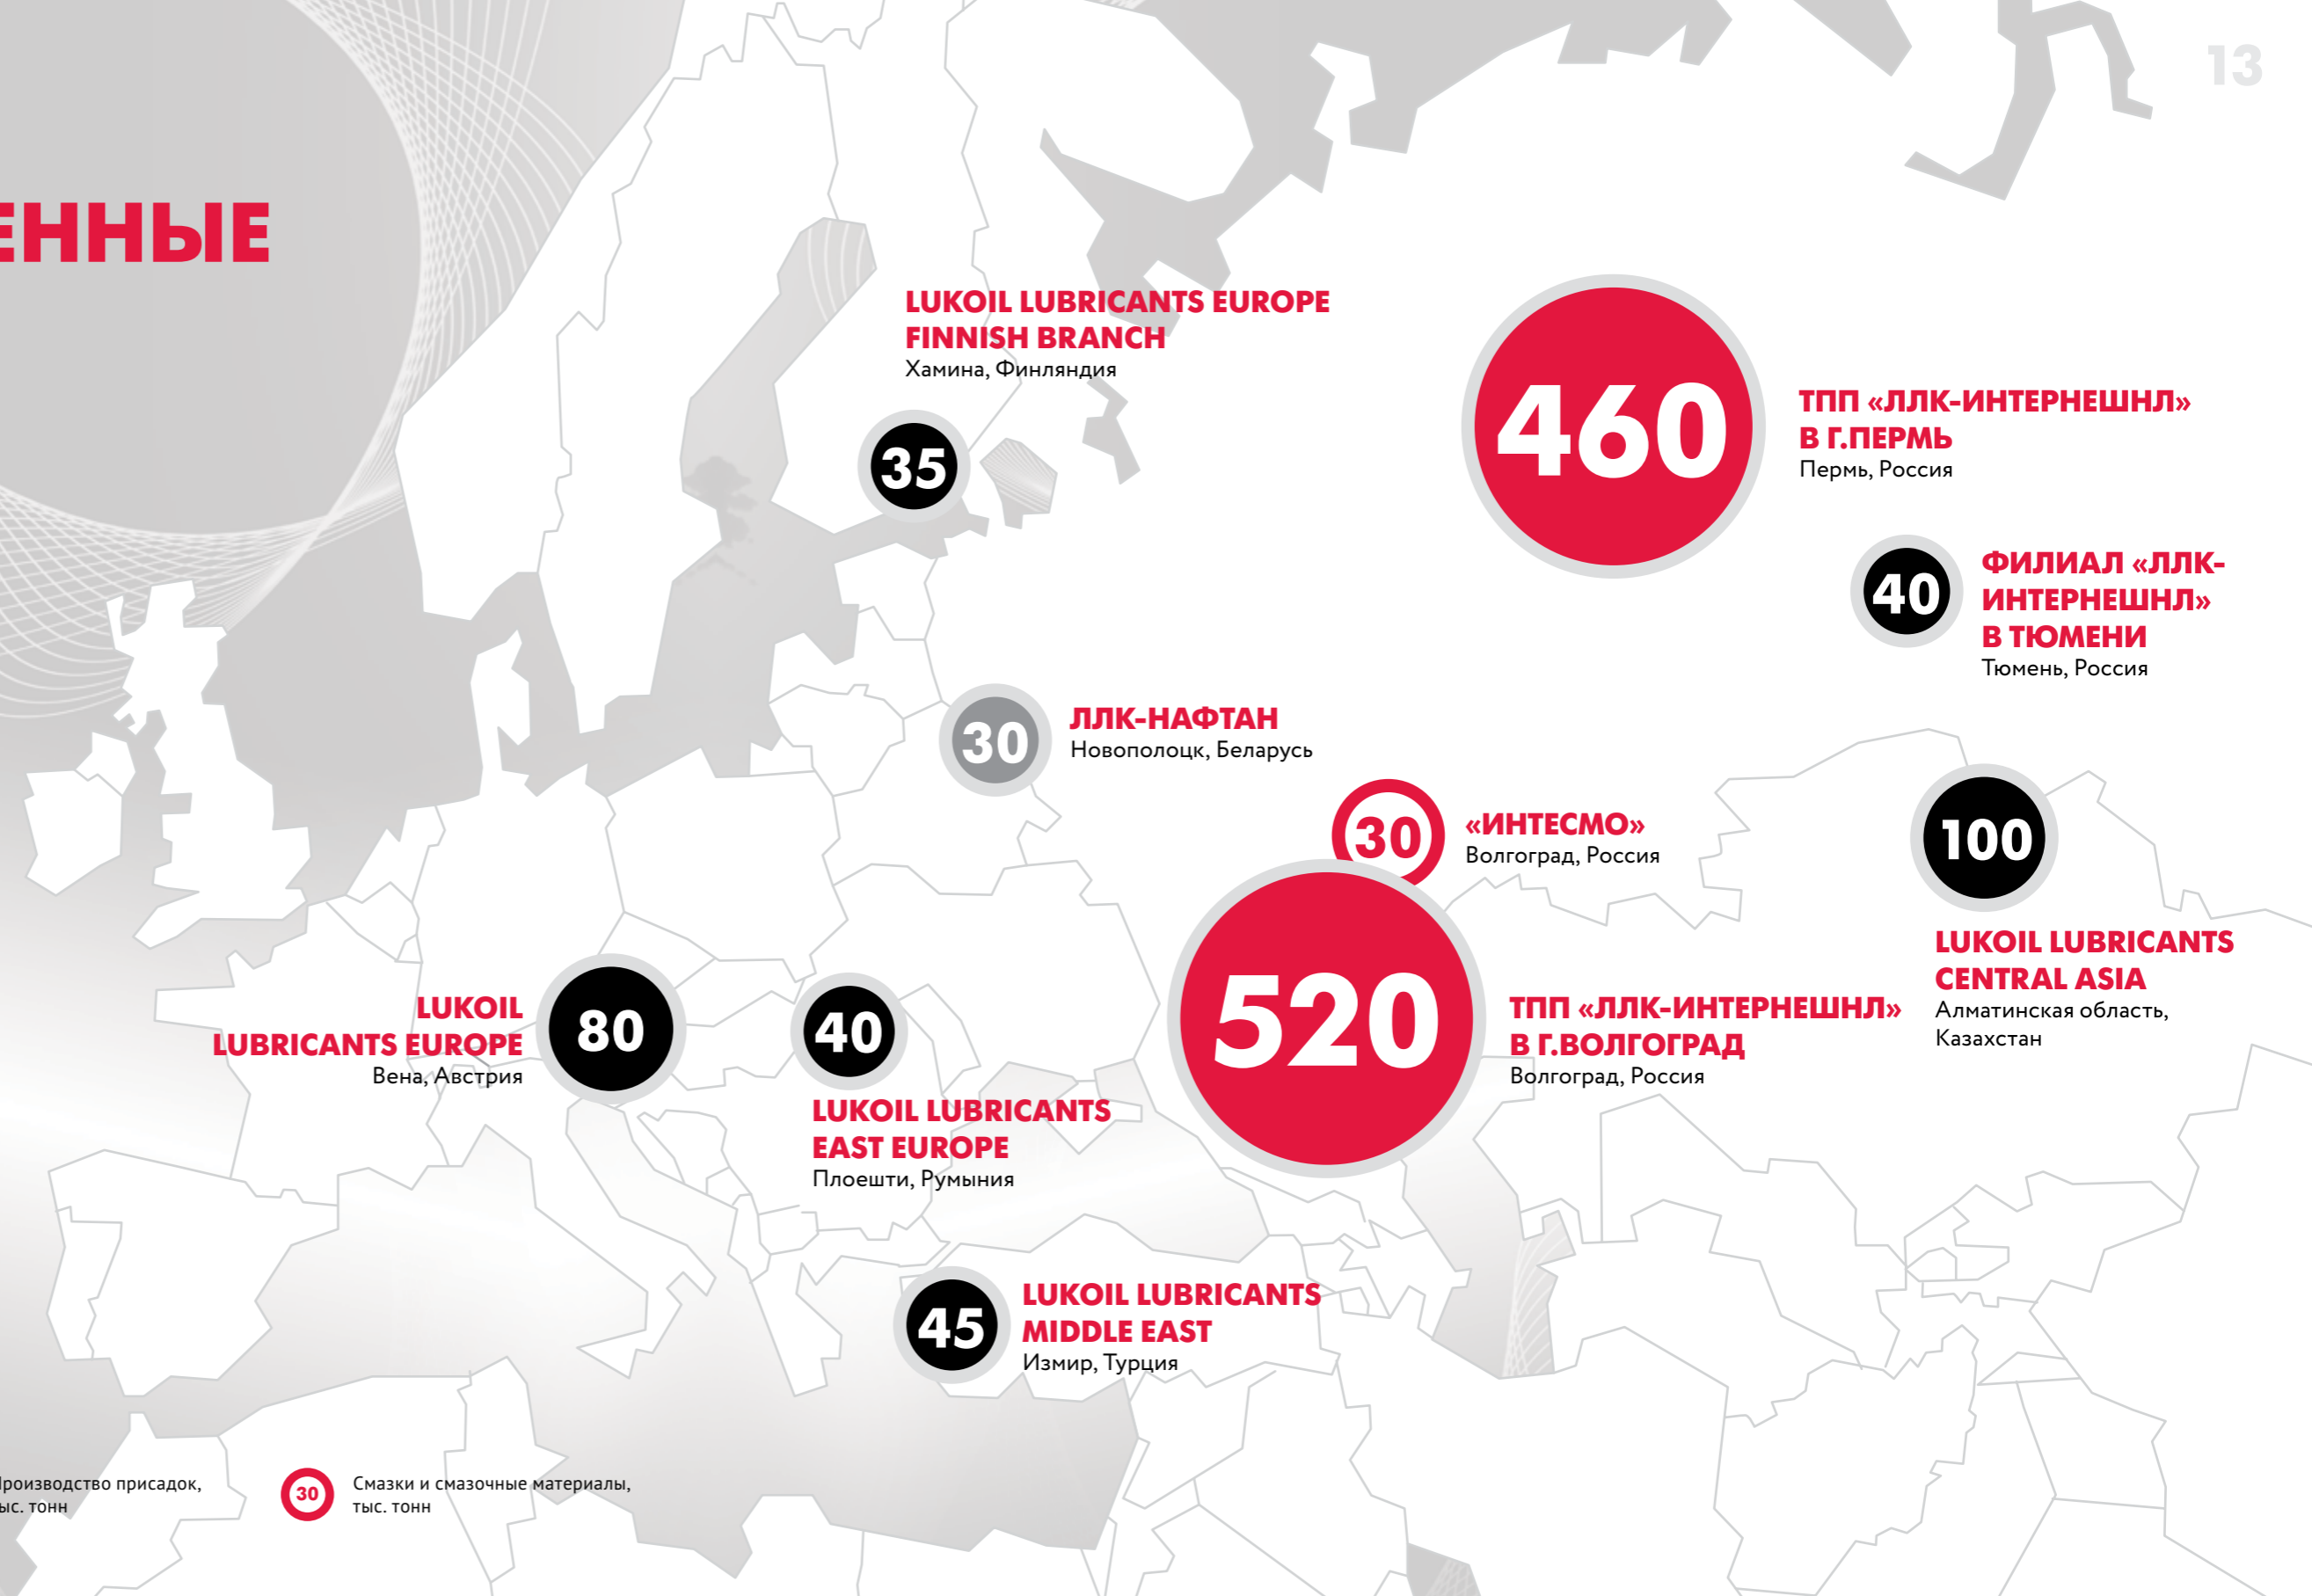 13
ЕННЫЕ
LUKOIL LUBRICANTS EUROPE
FINNISH BRANCH
Хамина, Финляндия
35
460
ТПП «ЛЛК-ИНТЕРНЕШНЛ»
В Г.ПЕРМЬ
Пермь, Россия
40
ФИЛИАЛ «ЛЛК-
ИНТЕРНЕШНЛ»
В ТЮМЕНИ
Тюмень, Россия
30
ЛЛК-НАФТАН
Новополоцк, Беларусь
30
«ИНТЕСМО»
Волгоград, Россия
100
LUKOIL LUBRICANTS
CENTRAL ASIA
Алматинская область,
Казахстан
520
ТПП «ЛЛК-ИНТЕРНЕШНЛ»
В Г.ВОЛГОГРАД
Волгоград, Россия
LUKOIL
LUBRICANTS EUROPE
Вена, Австрия
80
40
LUKOIL LUBRICANTS
EAST EUROPE
Плоешти, Румыния
45
LUKOIL LUBRICANTS
MIDDLE EAST
Измир, Турция
Производство присадок,
тыс. тонн
30
Смазки и смазочные материалы,
тыс. тонн